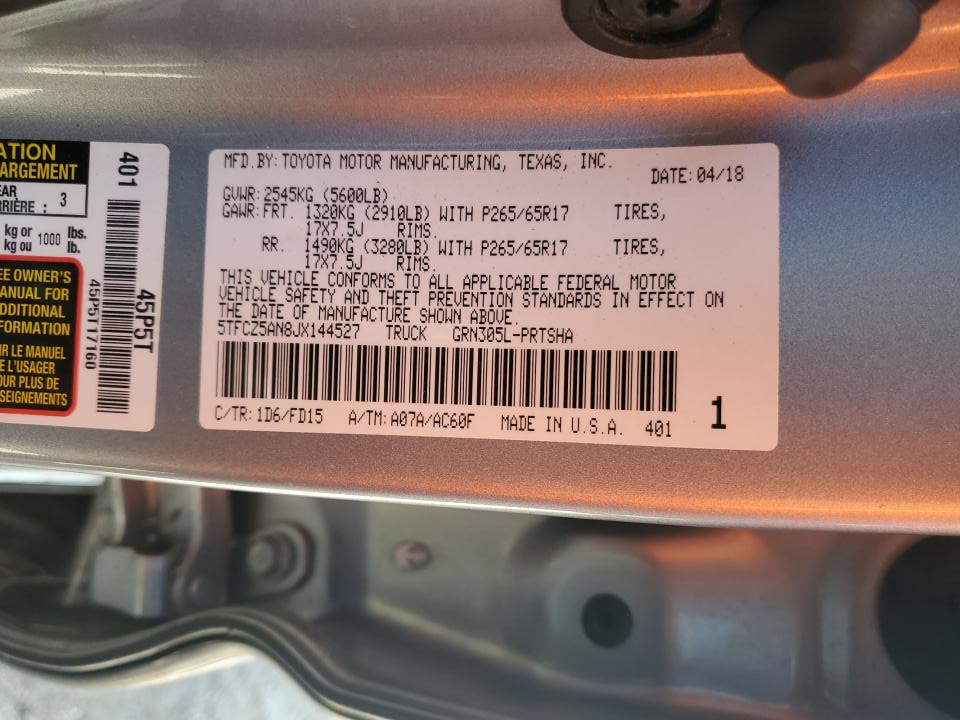 ATION
ARGEMENT
EAR
RRIÈRE : 3
kg or 1000 lbs.
kg ou lb.
EE OWNER'S
ANUAL FOR
DDITIONAL
FORMATION
IR LE MANUEL
E L'USAGER
OUR PLUS DE
SEIGNEMENTS
401
45P5T
45P5T17160
MFD.BY: TOYOTA MOTOR MANUFACTURING, TEXAS, INC.
DATE: 04/18
GVWR: 2545KG (5600LB)
GAWR: FRT. 1320KG (2910LB) WITH P265/65R17 TIRES,
17X7.5J RIMS.
RR. 1490KG (3280LB) WITH P265/65R17 TIRES,
17X7.5J RIMS.
THIS VEHICLE CONFORMS TO ALL APPLICABLE FEDERAL MOTOR
VEHICLE SAFETY AND THEFT PREVENTION STANDARDS IN EFFECT ON
THE DATE OF MANUFACTURE SHOWN ABOVE.
5TFCZ5AN8JX144527 TRUCK GRN305L-PRTSHA
C/TR: 1D6/FD15 A/TM: A07A/AC60F MADE IN U.S.A. 401
1